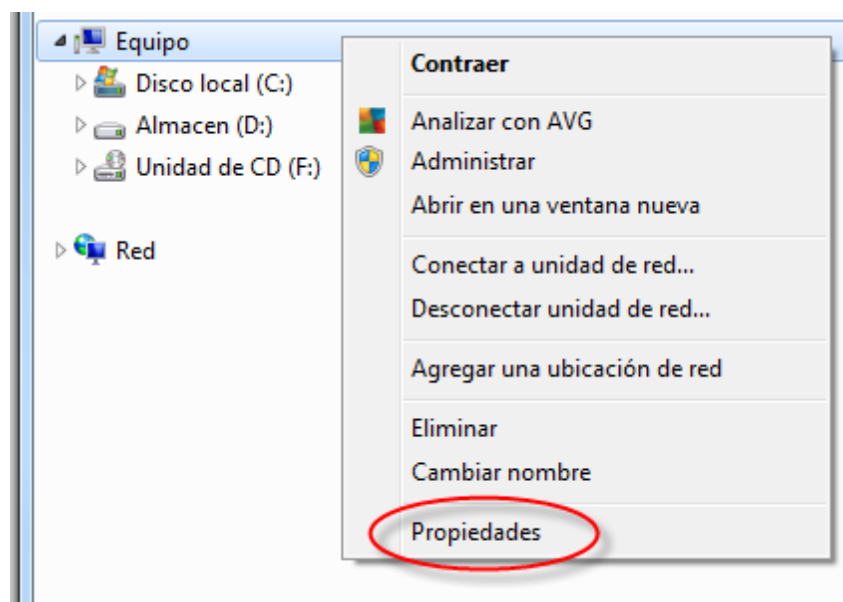 Equipo
Disco local (C:)
Almacen (D:)
Unidad de CD (F:)
Red
Contraer
Analizar con AVG
Administrar
Abrir en una ventana nueva
Conectar a unidad de red...
Desconectar unidad de red...
Agregar una ubicación de red
Eliminar
Cambiar nombre
Propiedades